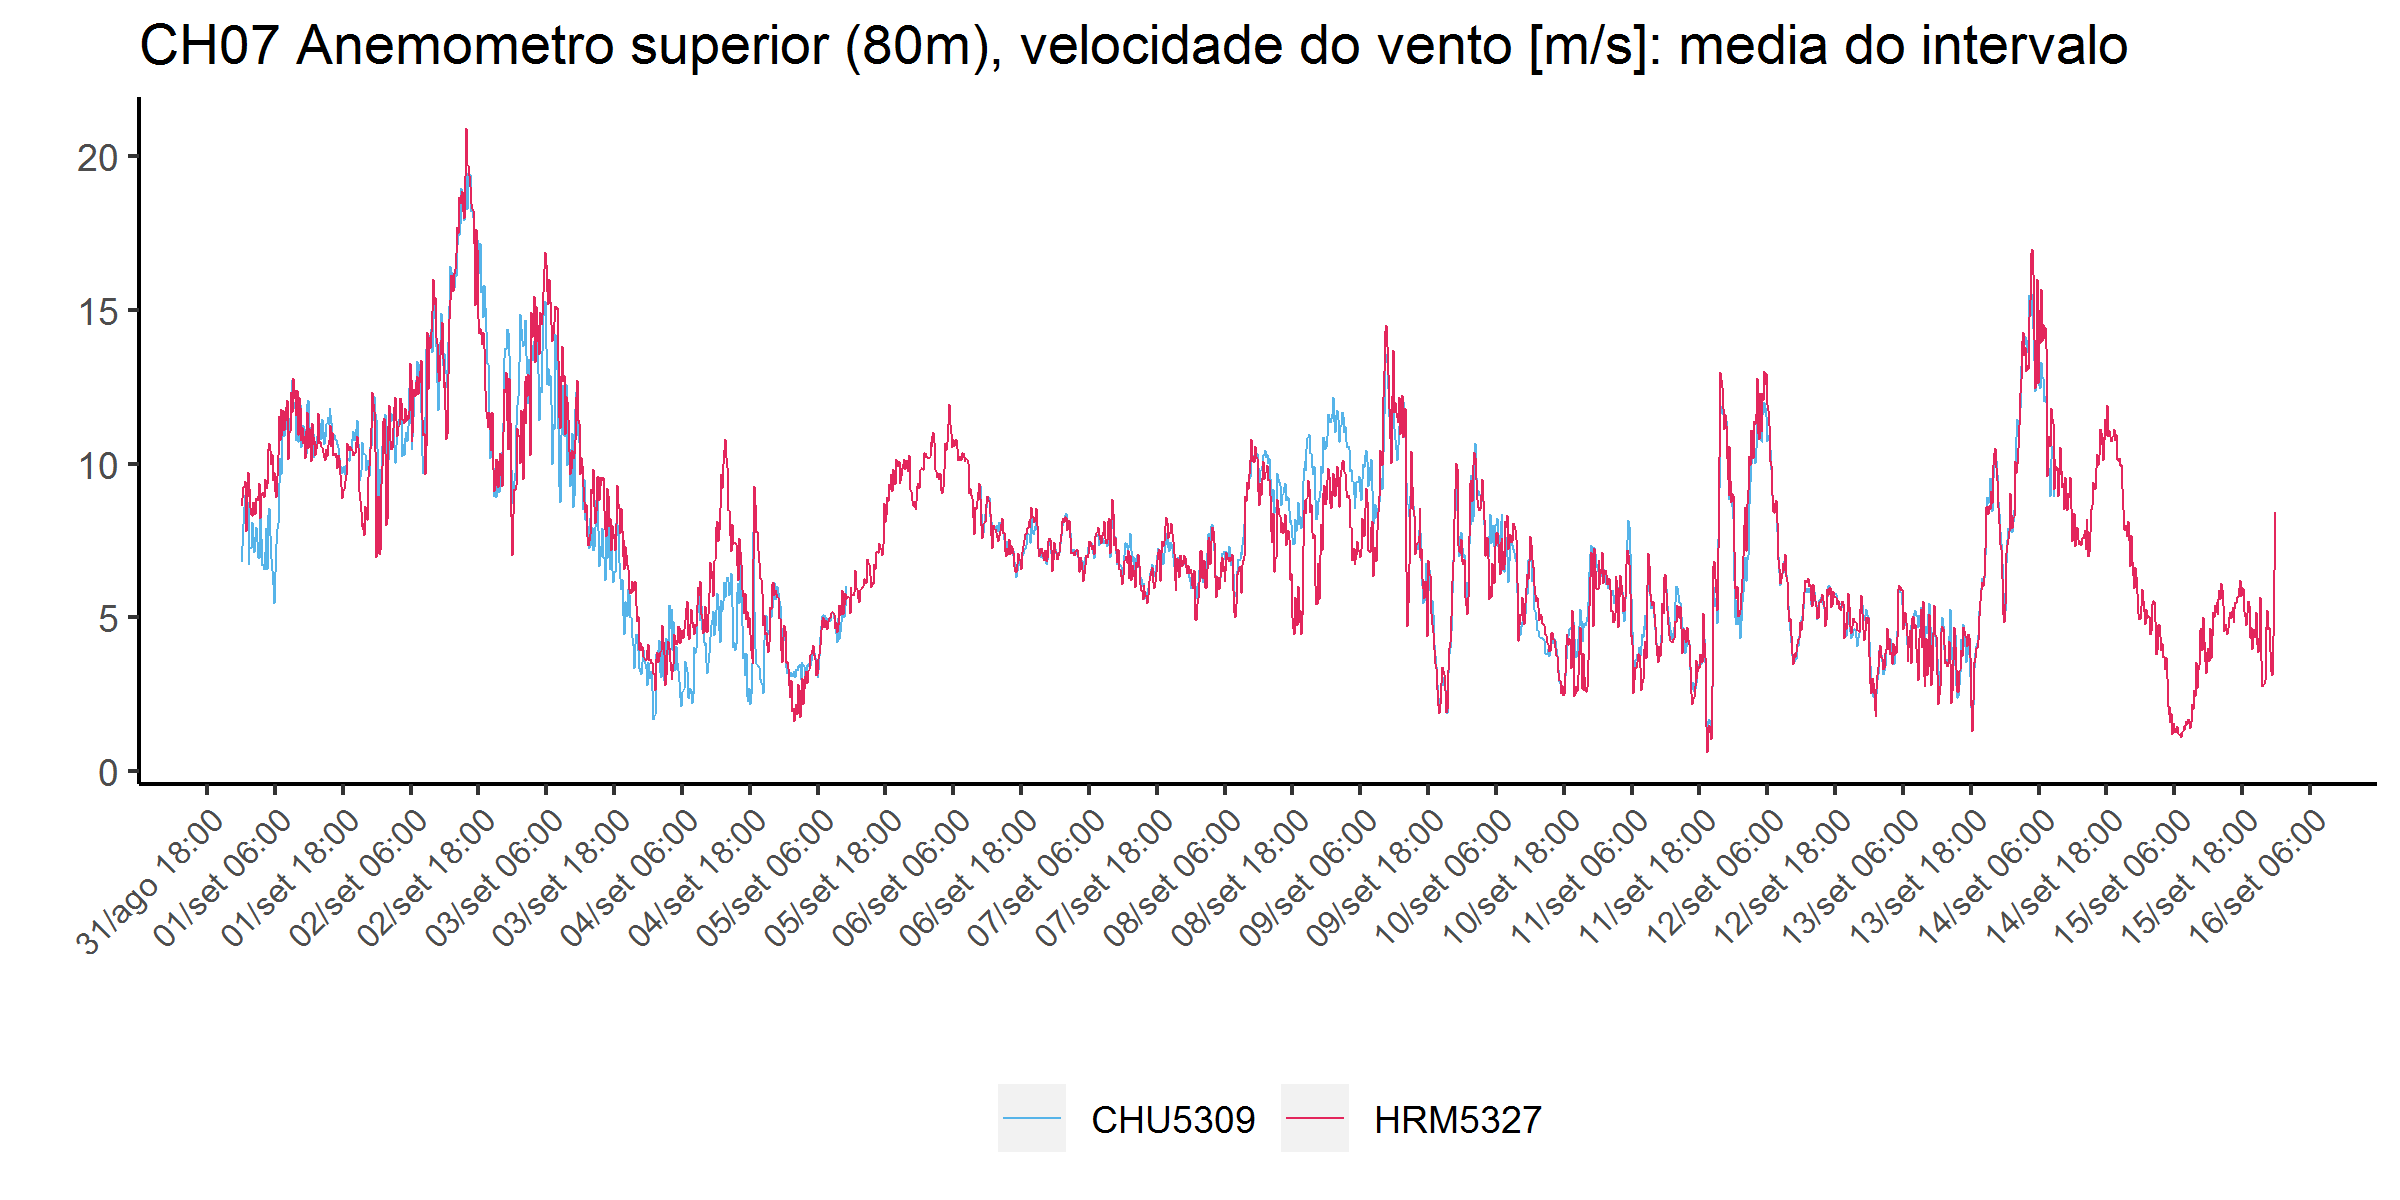 CH07 Anemometro superior (80m), velocidade do vento [m/s]: media do intervalo
20
15
10
5
0
31/ago 18:00
01/set 06:00
01/set 18:00
02/set 06:00
02/set 18:00
03/set 06:00
03/set 18:00
04/set 06:00
04/set 18:00
05/set 06:00
05/set 18:00
06/set 06:00
06/set 18:00
07/set 06:00
07/set 18:00
08/set 06:00
08/set 18:00
09/set 06:00
09/set 18:00
10/set 06:00
10/set 18:00
11/set 06:00
11/set 18:00
12/set 06:00
12/set 18:00
13/set 06:00
13/set 18:00
14/set 06:00
14/set 18:00
15/set 06:00
15/set 18:00
16/set 06:00
CHU5309
HRM5327